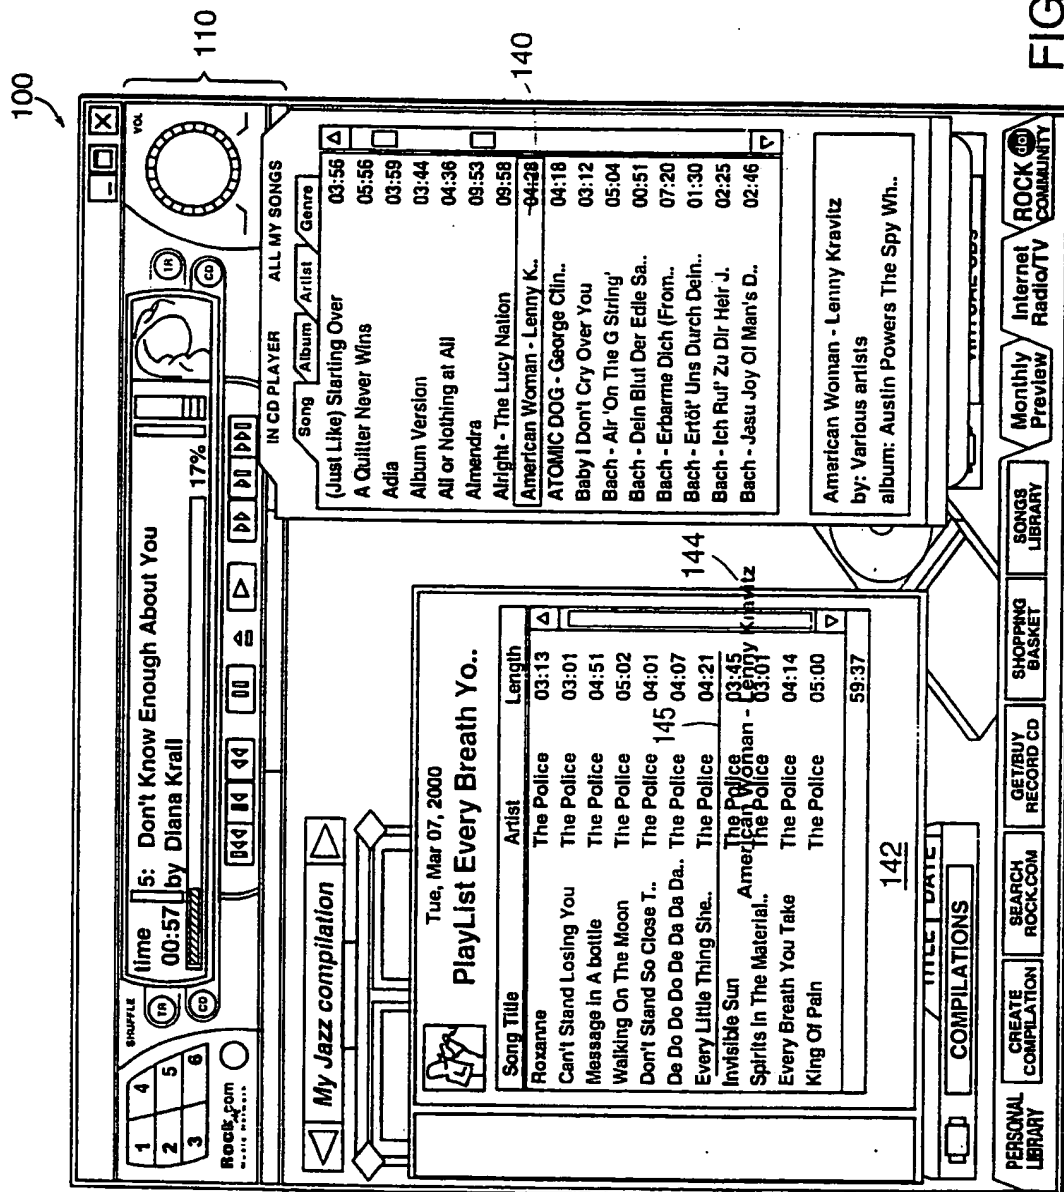 100
110
SHUFFLE
1 4
2 5
3 6
Rock.com
TR
CD
time 5: Don't Know Enough About You
00:57 by Diana Krall
17%
TR
CD
VOL
My Jazz compilation
IN CD PLAYER ALL MY SONGS
Song Album Artist Genre
(Just Like) Starting Over 03:56
A Quitter Never Wins 05:56
Adia 03:59
Album Version 03:44
All or Nothing at All 04:36
Almendra 09:53
Alright - The Lucy Nation 09:58
American Woman - Lenny K.. 04:28
140
ATOMIC DOG - George Clin.. 04:18
Baby I Don't Cry Over You 03:12
Bach - Air 'On The G String' 05:04
Bach - Dein Blut Der Edle Sa.. 00:51
Bach - Erbarme Dich (From.. 07:20
Bach - Ertöt' Uns Durch Dein.. 01:30
Bach - Ich Ruf' Zu Dir Heir J. 02:25
Bach - Jesu Joy Of Man's D.. 02:46
American Woman - Lenny Kravitz
by: Various artists
album: Austin Powers The Spy Wh..
Tue, Mar 07, 2000
PlayList Every Breath Yo..
Song Title Artist Length
Roxanne The Police 03:13
Can't Stand Losing You The Police 03:01
Message In A bottle The Police 04:51
Walking On The Moon The Police 05:02
Don't Stand So Close T.. The Police 04:01
De Do Do Do De Da Da Da.. The Police 04:07
145
Every Little Thing She.. The Police 04:21
144
Invisible Sun The Police 03:45
American Woman - Lenny Kravitz
Spirits In The Material.. The Police 03:01
Every Breath You Take The Police 04:14
King Of Pain The Police 05:00
59:37
142
TITLE DATE
VIRTUAL CDs
COMPILATIONS
PERSONAL LIBRARY
CREATE COMPILATION
SEARCH ROCK.COM
GET/BUY RECORD CD
SHOPPING BASKET
SONGS LIBRARY
Monthly Preview
Internet Radio/TV
ROCK COMMUNITY
FIG